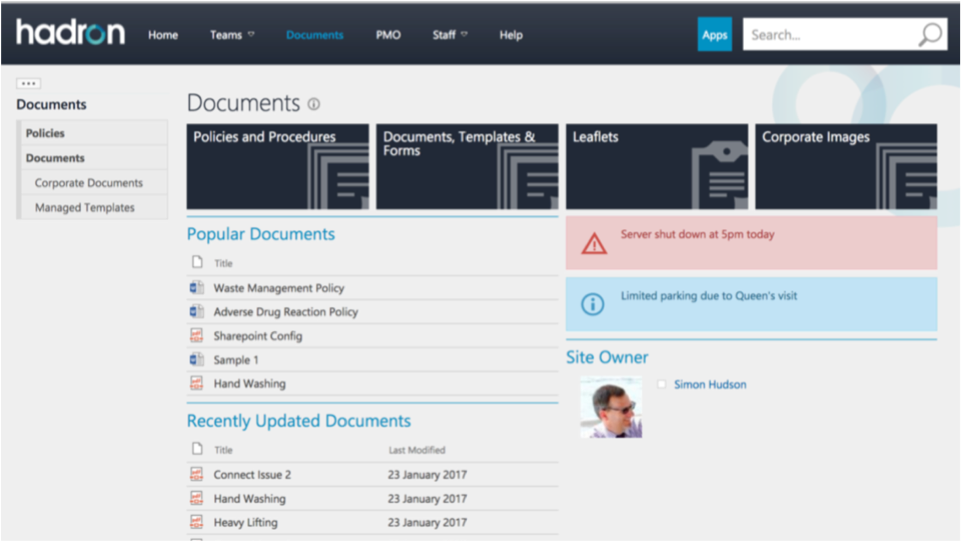 hadron
Home Teams Documents PMO Staff Help Apps Search...
...
Documents
Policies
Documents
Corporate Documents
Managed Templates
Documents
Policies and Procedures
Documents, Templates &
Forms
Leaflets
Corporate Images
Popular Documents
Title
Waste Management Policy
Adverse Drug Reaction Policy
Sharepoint Config
Sample 1
Hand Washing
Recently Updated Documents
Title Last Modified
Connect Issue 2 23 January 2017
Hand Washing 23 January 2017
Heavy Lifting 23 January 2017
Server shut down at 5pm today
Limited parking due to Queen's visit
Site Owner
Simon Hudson